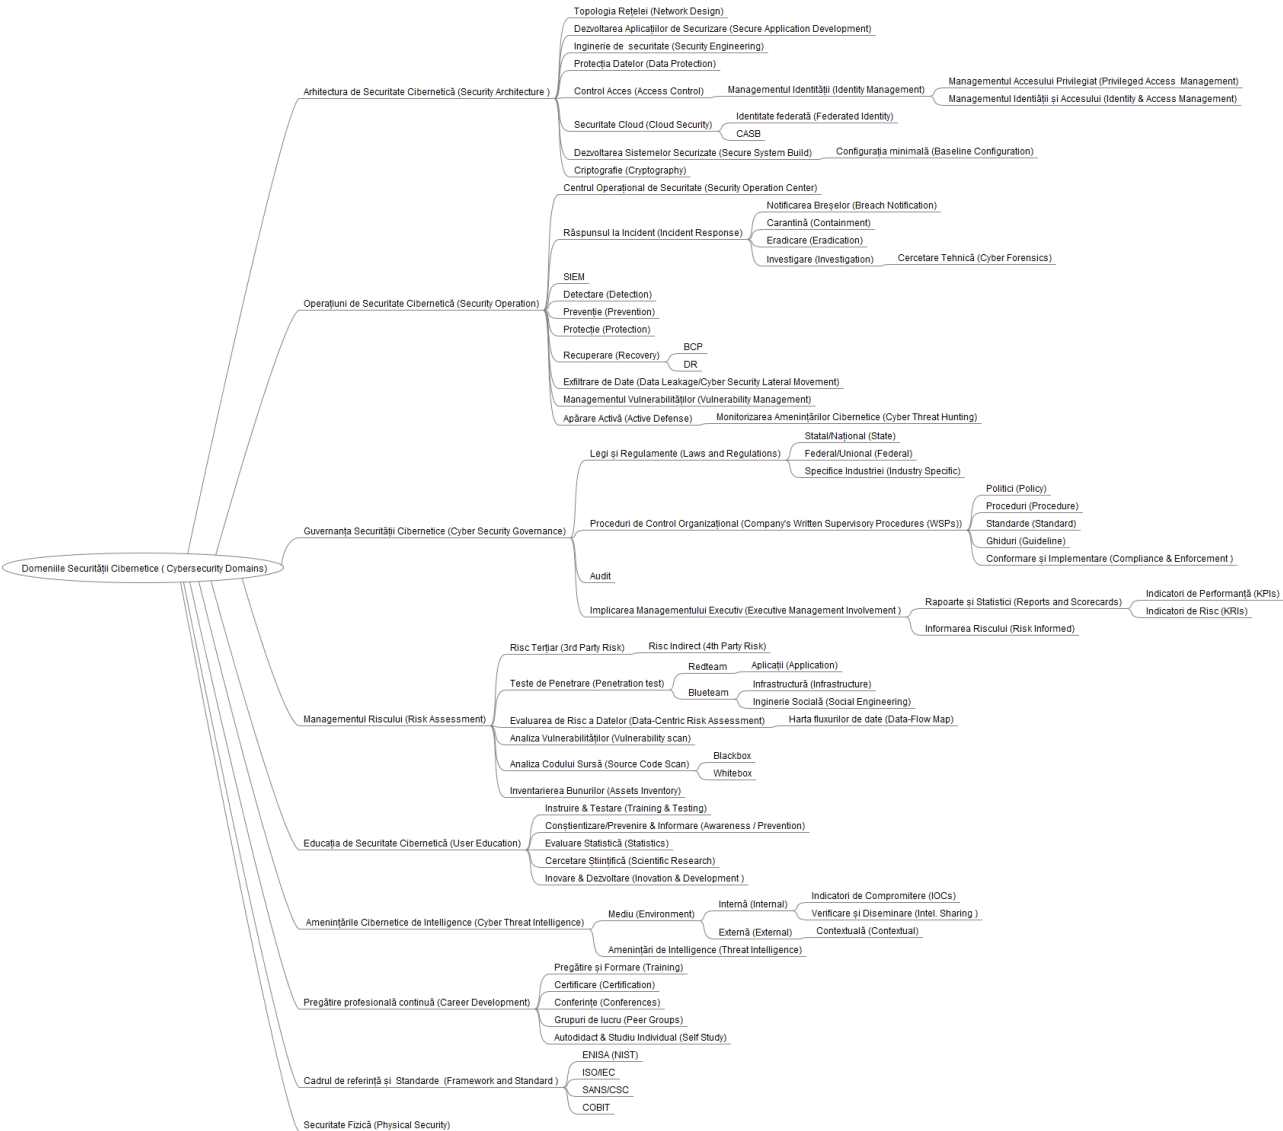 Topologia Rețelei (Network Design)
Dezvoltarea Aplicațiilor de Securizare (Secure Application Development)
Inginerie de  securitate (Security Engineering)
Protecția Datelor (Data Protection)
Arhitectura de Securitate Cibernetică (Security Architecture )
Control Acces (Access Control)
Managementul Identității (Identity Management)
Managementul Accesului Privilegiat (Privileged Access  Management)
Managementul Identiății și Accesului (Identity & Access Management)
Securitate Cloud (Cloud Security)
Identitate federată (Federated Identity)
CASB
Dezvoltarea Sistemelor Securizate (Secure System Build)
Configurația minimală (Baseline Configuration)
Criptografie (Cryptography)
Centrul Operațional de Securitate (Security Operation Center)
Răspunsul la Incident (Incident Response)
Notificarea Breșelor (Breach Notification)
Carantină (Containment)
Eradicare (Eradication)
Investigare (Investigation)
Cercetare Tehnică (Cyber Forensics)
Operațiuni de Securitate Cibernetică (Security Operation)
SIEM
Detectare (Detection)
Prevenție (Prevention)
Protecție (Protection)
Recuperare (Recovery)
BCP
DR
Exfiltrare de Date (Data Leakage/Cyber Security Lateral Movement)
Managementul Vulnerabilităților (Vulnerability Management)
Apărare Activă (Active Defense)
Monitorizarea Amenințărilor Cibernetice (Cyber Threat Hunting)
Legi și Regulamente (Laws and Regulations)
Statal/Național (State)
Federal/Unional (Federal)
Specifice Industriei (Industry Specific)
Guvernanța Securității Cibernetice (Cyber Security Governance)
Proceduri de Control Organizațional (Company's Written Supervisory Procedures (WSPs))
Politici (Policy)
Proceduri (Procedure)
Standarde (Standard)
Ghiduri (Guideline)
Conformare și Implementare (Compliance & Enforcement )
Audit
Implicarea Managementului Executiv (Executive Management Involvement )
Rapoarte și Statistici (Reports and Scorecards)
Indicatori de Performanță (KPIs)
Indicatori de Risc (KRIs)
Informarea Riscului (Risk Informed)
Domeniile Securității Cibernetice ( Cybersecurity Domains)
Risc Terțiar (3rd Party Risk)
Risc Indirect (4th Party Risk)
Teste de Penetrare (Penetration test)
Redteam
Aplicații (Application)
Blueteam
Infrastructură (Infrastructure)
Inginerie Socială (Social Engineering)
Managementul Riscului (Risk Assessment)
Evaluarea de Risc a Datelor (Data-Centric Risk Assessment)
Harta fluxurilor de date (Data-Flow Map)
Analiza Vulnerabilităților (Vulnerability scan)
Analiza Codului Sursă (Source Code Scan)
Blackbox
Whitebox
Inventarierea Bunurilor (Assets Inventory)
Educația de Securitate Cibernetică (User Education)
Instruire & Testare (Training & Testing)
Conștientizare/Prevenire & Informare (Awareness / Prevention)
Evaluare Statistică (Statistics)
Cercetare Științifică (Scientific Research)
Inovare & Dezvoltare (Inovation & Development )
Amenințările Cibernetice de Intelligence (Cyber Threat Intelligence)
Mediu (Environment)
Internă (Internal)
Indicatori de Compromitere (IOCs)
Verificare și Diseminare (Intel. Sharing )
Externă (External)
Contextuală (Contextual)
Amenințări de Intelligence (Threat Intelligence)
Pregătire profesională continuă (Career Development)
Pregătire și Formare (Training)
Certificare (Certification)
Conferințe (Conferences)
Grupuri de lucru (Peer Groups)
Autodidact & Studiu Individual (Self Study)
Cadrul de referință și  Standarde  (Framework and Standard )
ENISA (NIST)
ISO/IEC
SANS/CSC
COBIT
Securitate Fizică (Physical Security)